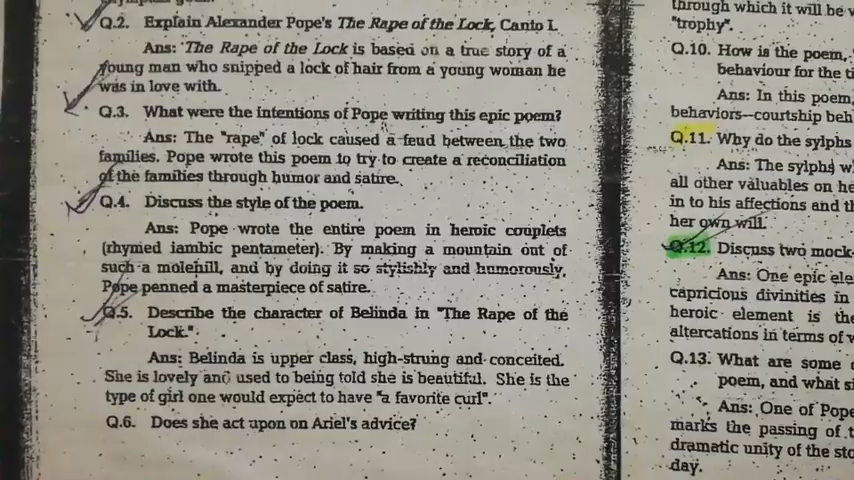 Q.2. Explain Alexander Pope's The Rape of the Lock, Canto I.
Ans: The Rape of the Lock is based on a true story of a
young man who snipped a lock of hair from a young woman he
was in love with.
Q.3. What were the intentions of Pope writing this epic poem?
Ans: The "rape" of lock caused a feud between the two
families. Pope wrote this poem to try to create a reconciliation
of the families through humor and satire.
Q.4. Discuss the style of the poem.
Ans: Pope wrote the entire poem in heroic couplets
(rhymed iambic pentameter). By making a mountain out of
such a molehill, and by doing it so stylishly and humorously,
Pope penned a masterpiece of satire.
Q.5. Describe the character of Belinda in "The Rape of the
Lock."
Ans: Belinda is upper class, high-strung and conceited.
She is lovely and used to being told she is beautiful. She is the
type of girl one would expect to have "a favorite curl".
Q.6. Does she act upon on Ariel's advice?
through which it will be
"trophy".
Q.10. How is the poem,
behaviour for the
Ans: In this poem,
behaviors--courtship beh
Q.11. Why do the sylphs
Ans: The sylphs w
all other valuables on he
in to his affections and th
her own will.
Q.12. Discuss two mock-
Ans: One epic ele
capricious divinities in
heroic element is the
altercations in terms of
Q.13. What are some
poem, and what si
Ans: One of Pope
marks the passing of t
dramatic unity of the sto
day.